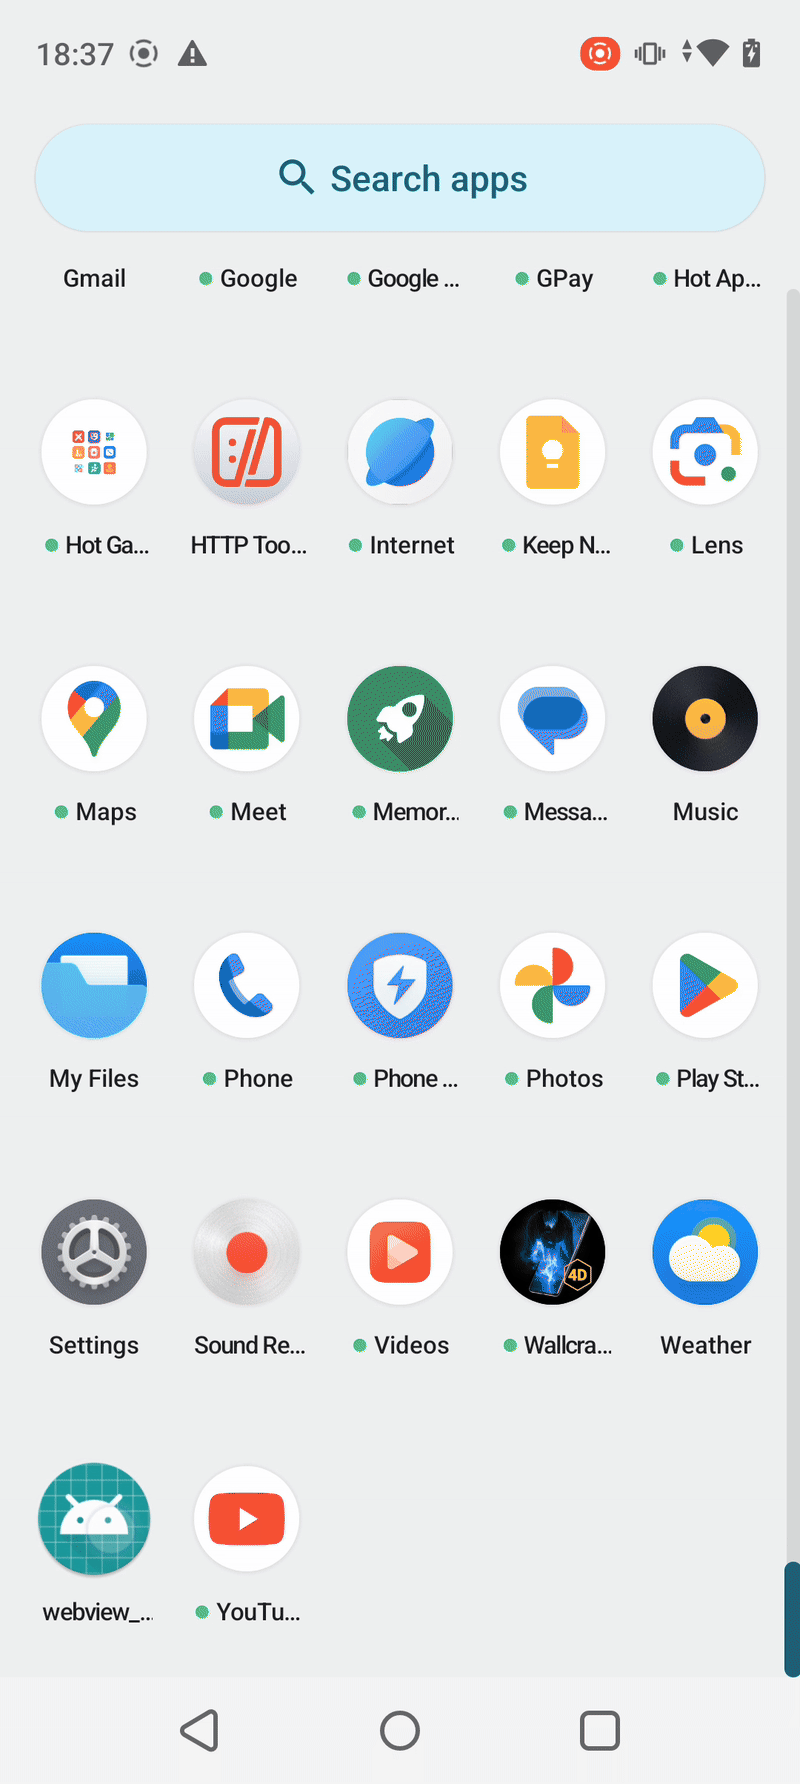 18:37
Search apps
Gmail
Google
Google ...
GPay
Hot Ap...
Hot Ga...
HTTP Too...
Internet
Keep N...
Lens
Maps
Meet
Memor...
Messa...
Music
My Files
Phone
Phone ...
Photos
Play St...
Settings
Sound Re...
Videos
4D
Wallcra...
Weather
webview_...
YouTu...